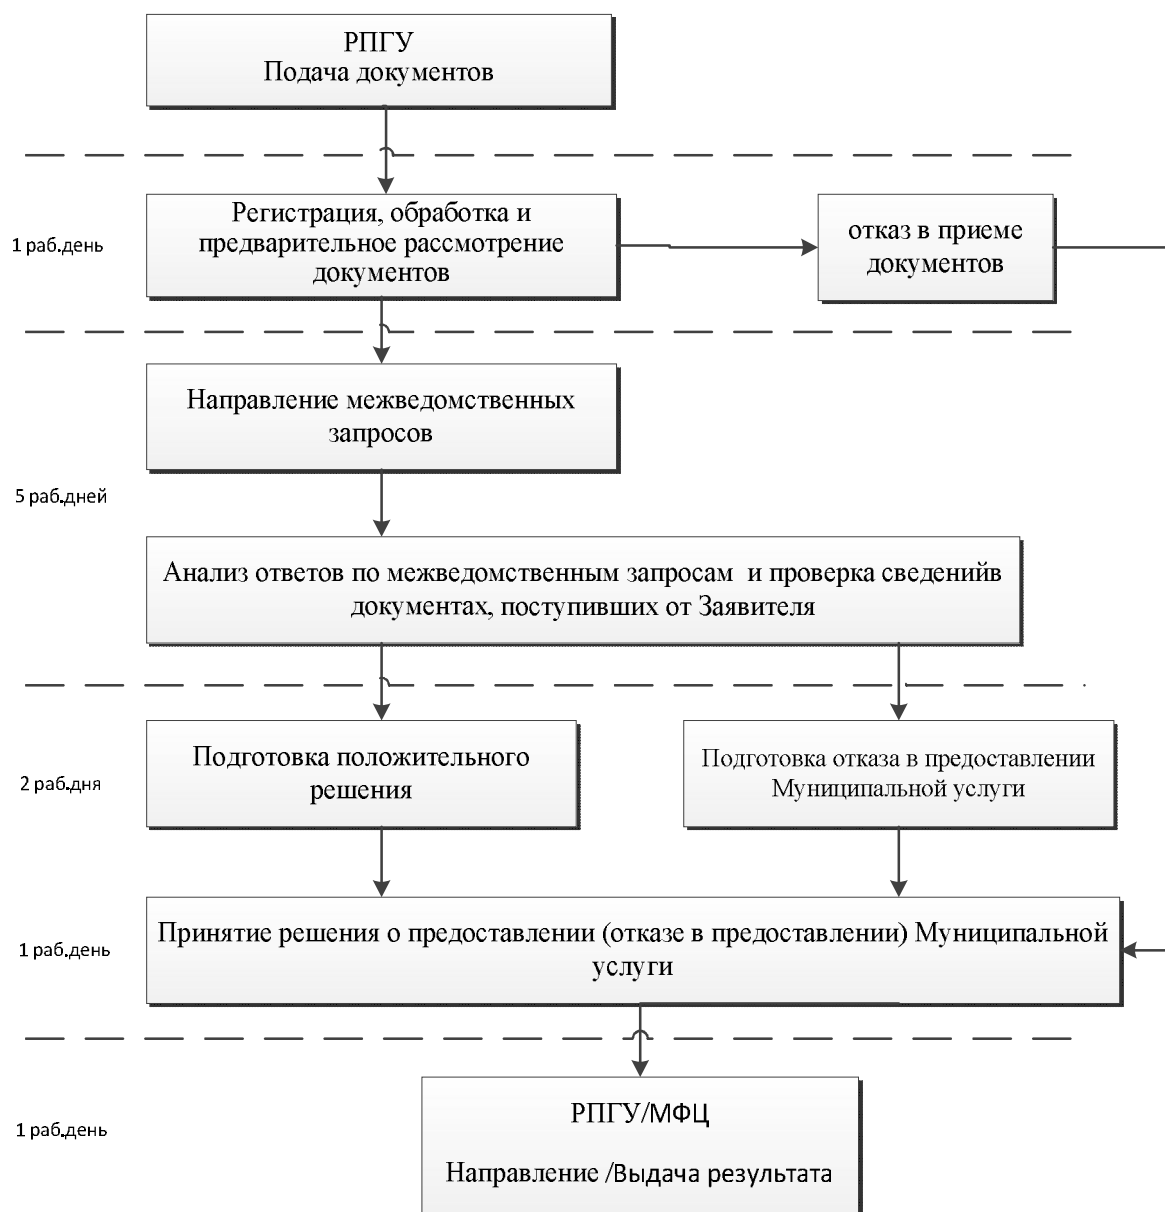 РПГУ
Подача документов
1 раб.день
Регистрация, обработка и
предварительное рассмотрение
документов
отказ в приеме
документов
Направление межведомственных
запросов
5 раб.дней
Анализ ответов по межведомственным запросам и проверка сведенийв
документах, поступивших от Заявителя
2 раб.дня
Подготовка положительного
решения
Подготовка отказа в предоставлении
Муниципальной услуги
1 раб.день
Принятие решения о предоставлении (отказе в предоставлении) Муниципальной
услуги
1 раб.день
РПГУ/МФЦ
Направление /Выдача результата